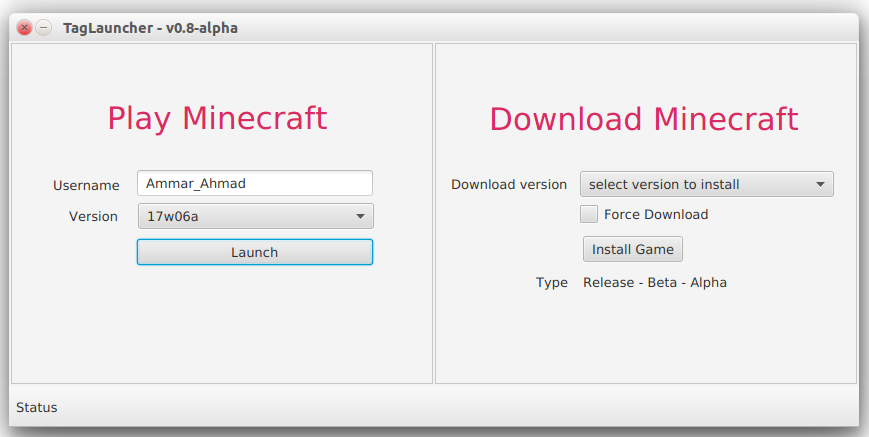 TagLauncher - v0.8-alpha
Play Minecraft
Username
Ammar_Ahmad
Version
17w06a
Launch
Download Minecraft
Download version
select version to install
Force Download
Install Game
Type
Release - Beta - Alpha
Status